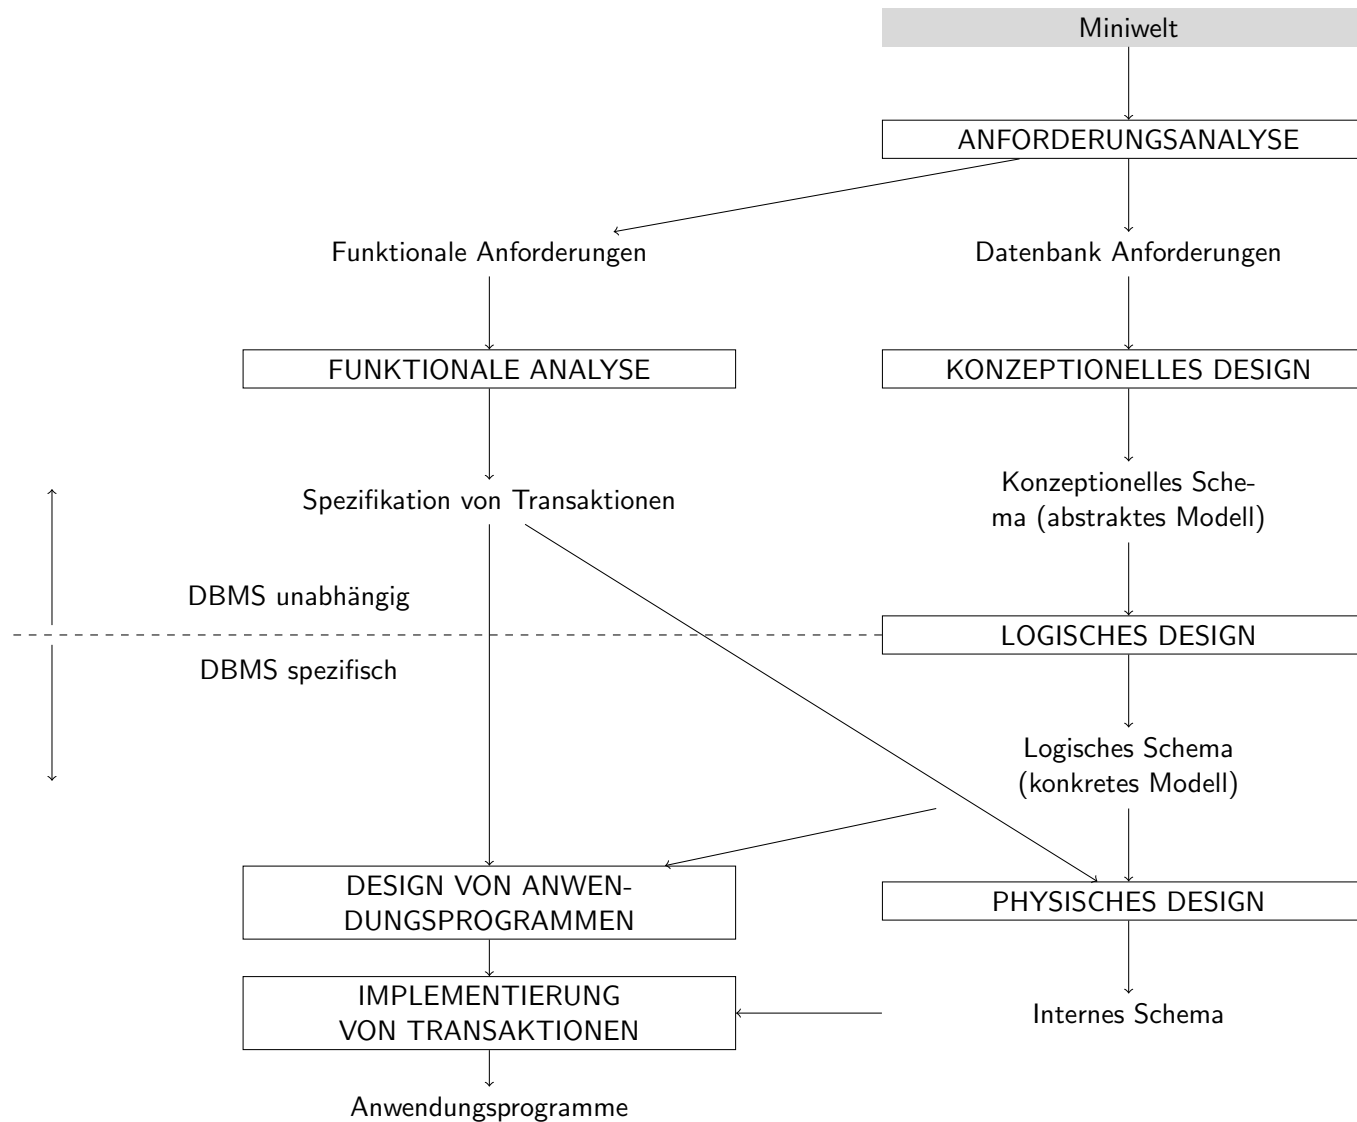 Miniwelt
ANFORDERUNGSANALYSE
Funktionale Anforderungen
Datenbank Anforderungen
FUNKTIONALE ANALYSE
KONZEPTIONELLES DESIGN
Spezifikation von Transaktionen
Konzeptionelles Sche-
ma (abstraktes Modell)
DBMS unabhängig
LOGISCHES DESIGN
DBMS spezifisch
Logisches Schema
(konkretes Modell)
DESIGN VON ANWEN-
DUNGSPROGRAMMEN
PHYSISCHES DESIGN
IMPLEMENTIERUNG
VON TRANSAKTIONEN
Internes Schema
Anwendungsprogramme